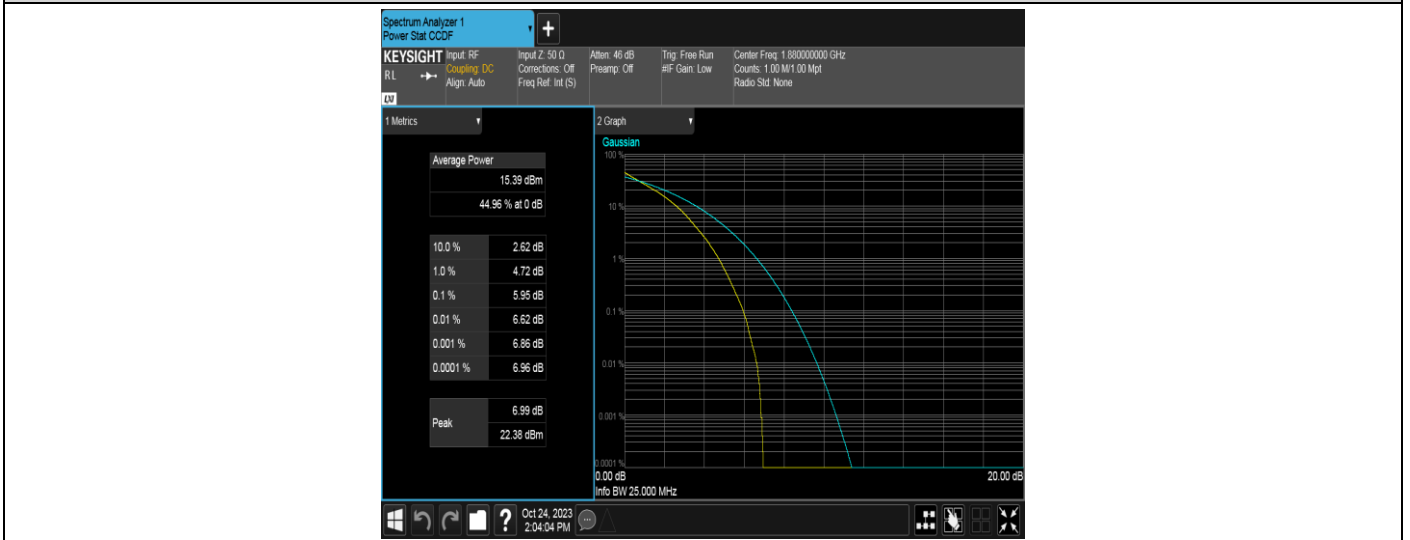 Spectrum Analyzer 1
Power Stat CCDF
+
KEYSIGHT Input: RF Input Z: 50 Ω Atten: 46 dB Trig: Free Run Center Freq: 1.880000000 GHz
RL Coupling: DC Corrections: Off Preamp: Off #IF Gain: Low Counts: 1.00 M/1.00 Mpt
Align: Auto Freq Ref: Int (S) Radio Std: None
LXI
1 Metrics 2 Graph
Gaussian
Average Power
15.39 dBm
44.96 % at 0 dB
10.0 % 2.62 dB
1.0 % 4.72 dB
0.1 % 5.95 dB
0.01 % 6.62 dB
0.001 % 6.86 dB
0.0001 % 6.96 dB
Peak 6.99 dB
22.38 dBm
100 %
10 %
1 %
0.1 %
0.01 %
0.001 %
0.0001 %
0.00 dB 20.00 dB
Info BW 25.000 MHz
? Oct 24, 2023
2:04:04 PM